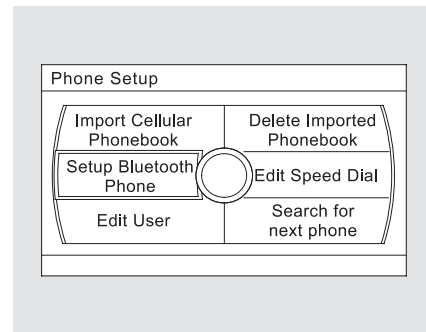 Phone Setup
Import Cellular
Phonebook
Delete Imported
Phonebook
Setup Bluetooth
Phone
Edit Speed Dial
Edit User
Search for
next phone